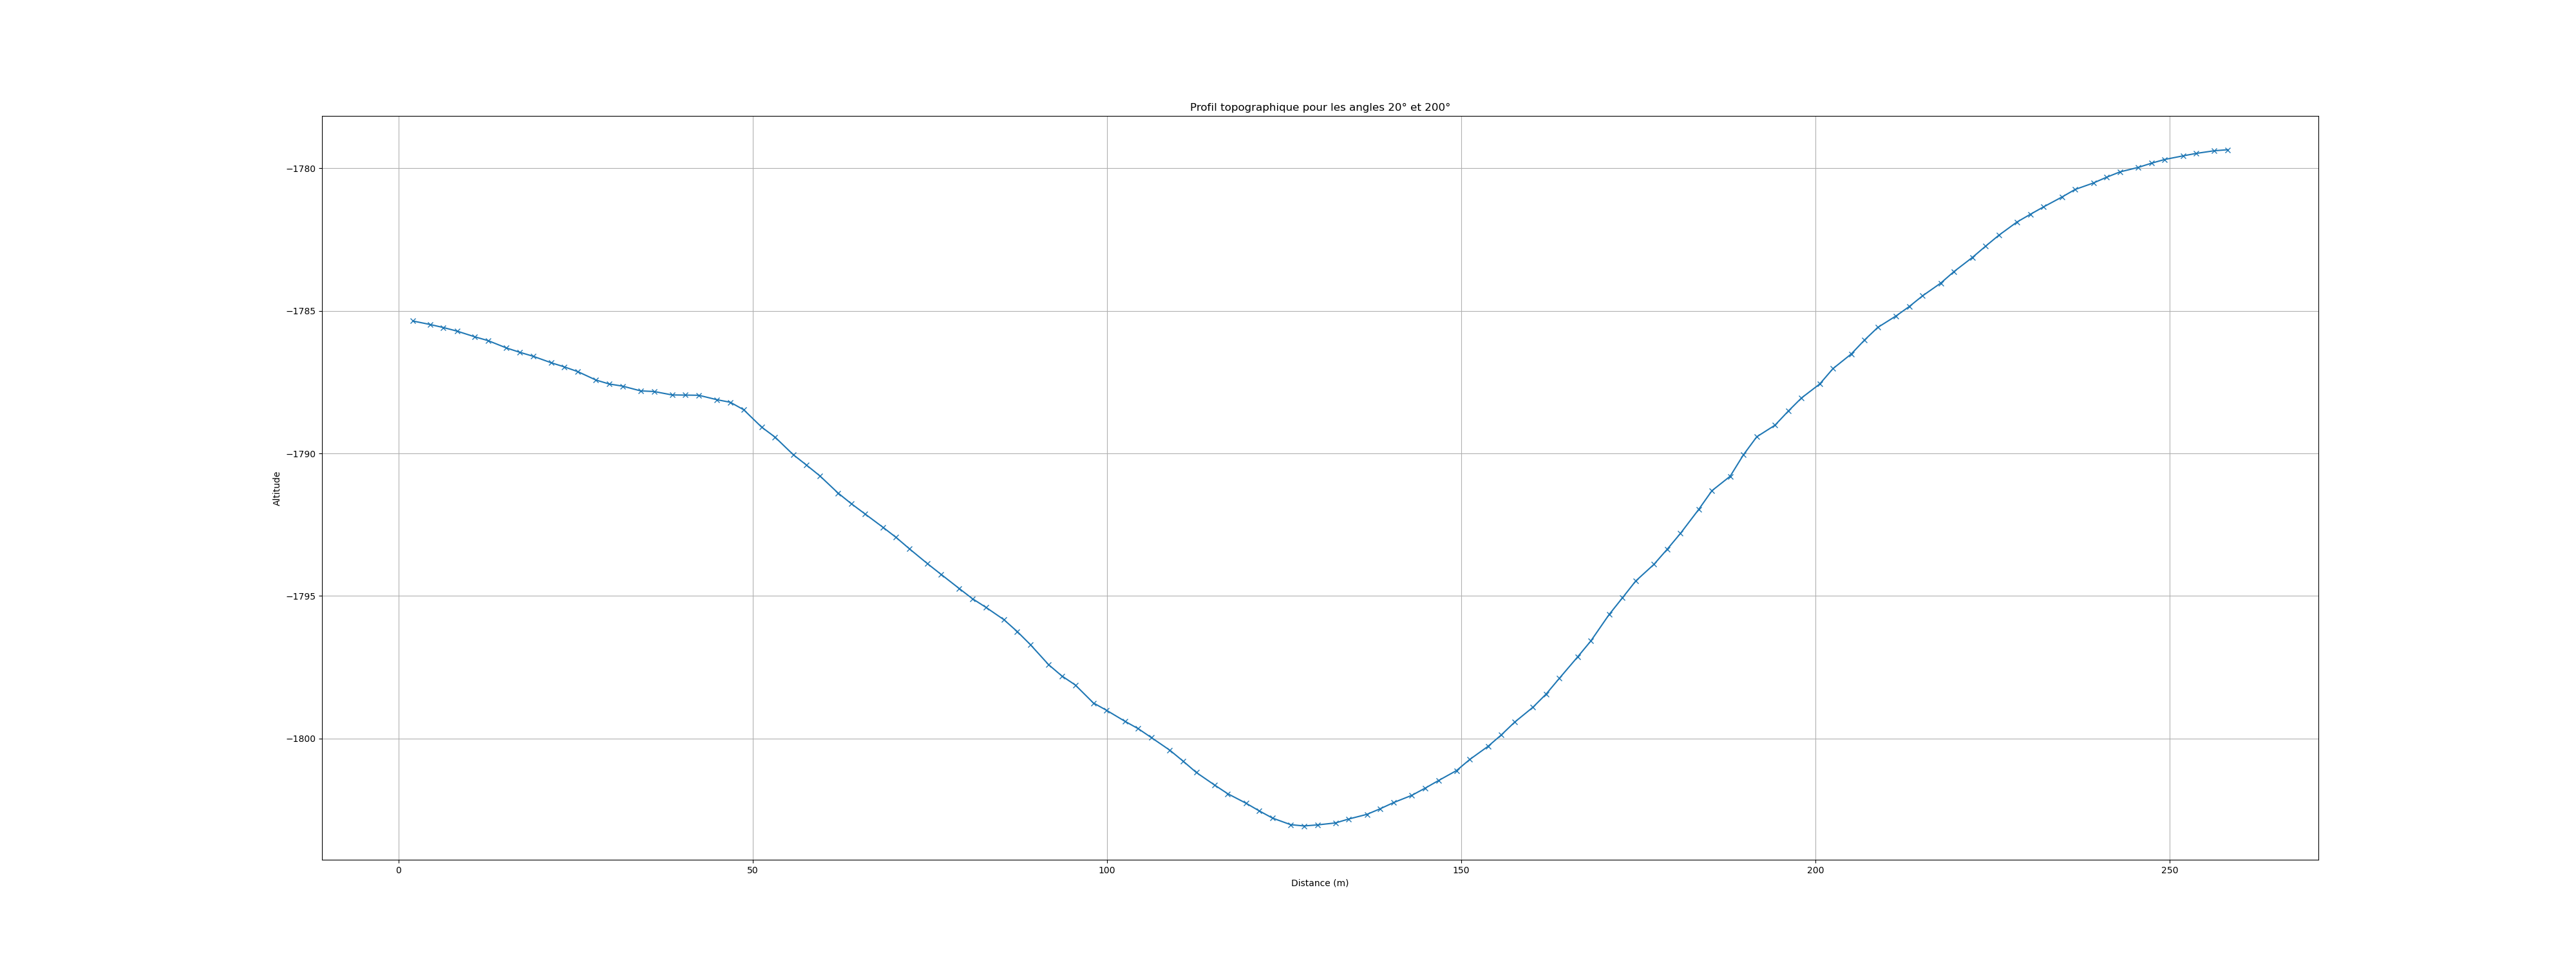 Profil topographique pour les angles 20° et 200°
Altitude
−1780
−1785
−1790
−1795
−1800
0 50 100 150 200 250
Distance (m)